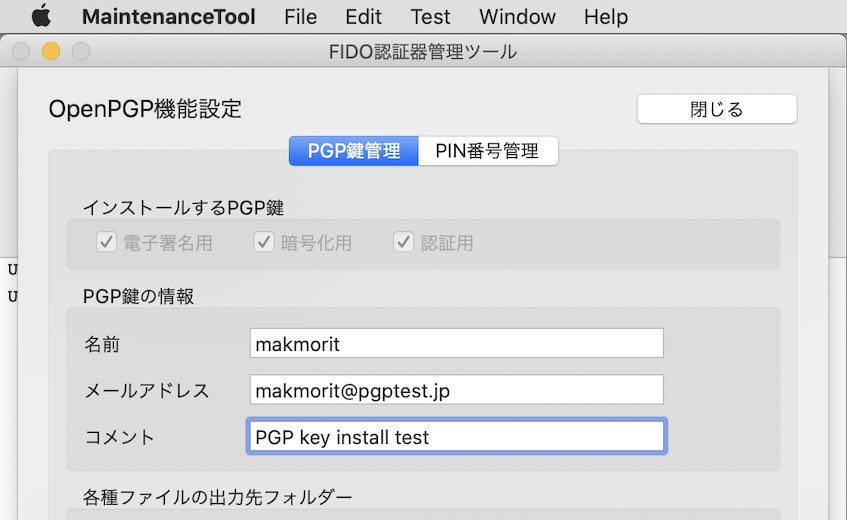 MaintenanceTool File Edit Test Window Help
FIDO認証器管理ツール
OpenPGP機能設定 閉じる
PGP鍵管理 PIN番号管理
インストールするPGP鍵
電子署名用 暗号化用 認証用
U
U
PGP鍵の情報
名前 makmorit
メールアドレス makmorit@pgptest.jp
コメント PGP key install test
各種ファイルの出力先フォルダー